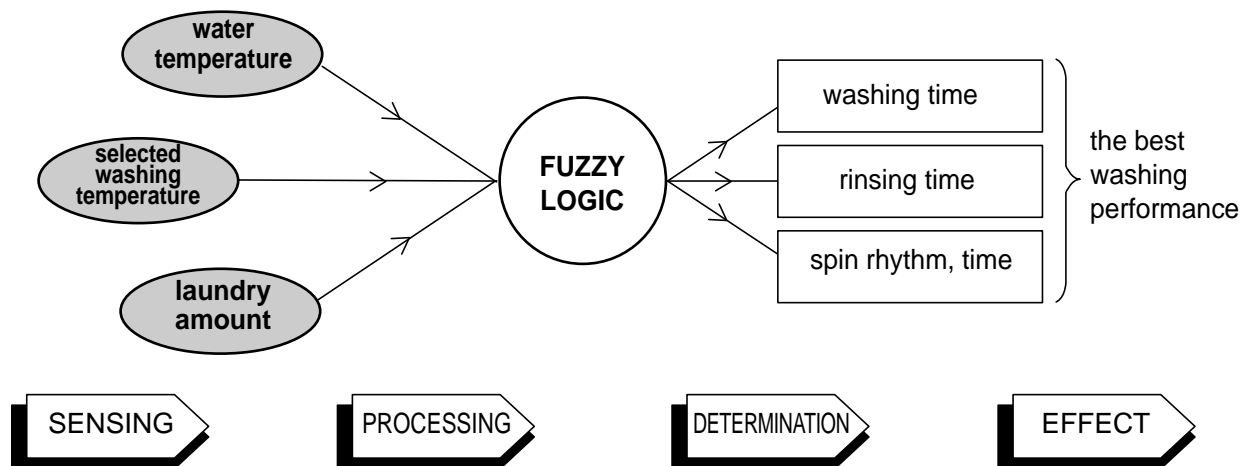 water
temperature
selected
washing
temperature
laundry
amount
FUZZY
LOGIC
washing time
rinsing time
spin rhythm, time
the best
washing
performance
SENSING
PROCESSING
DETERMINATION
EFFECT